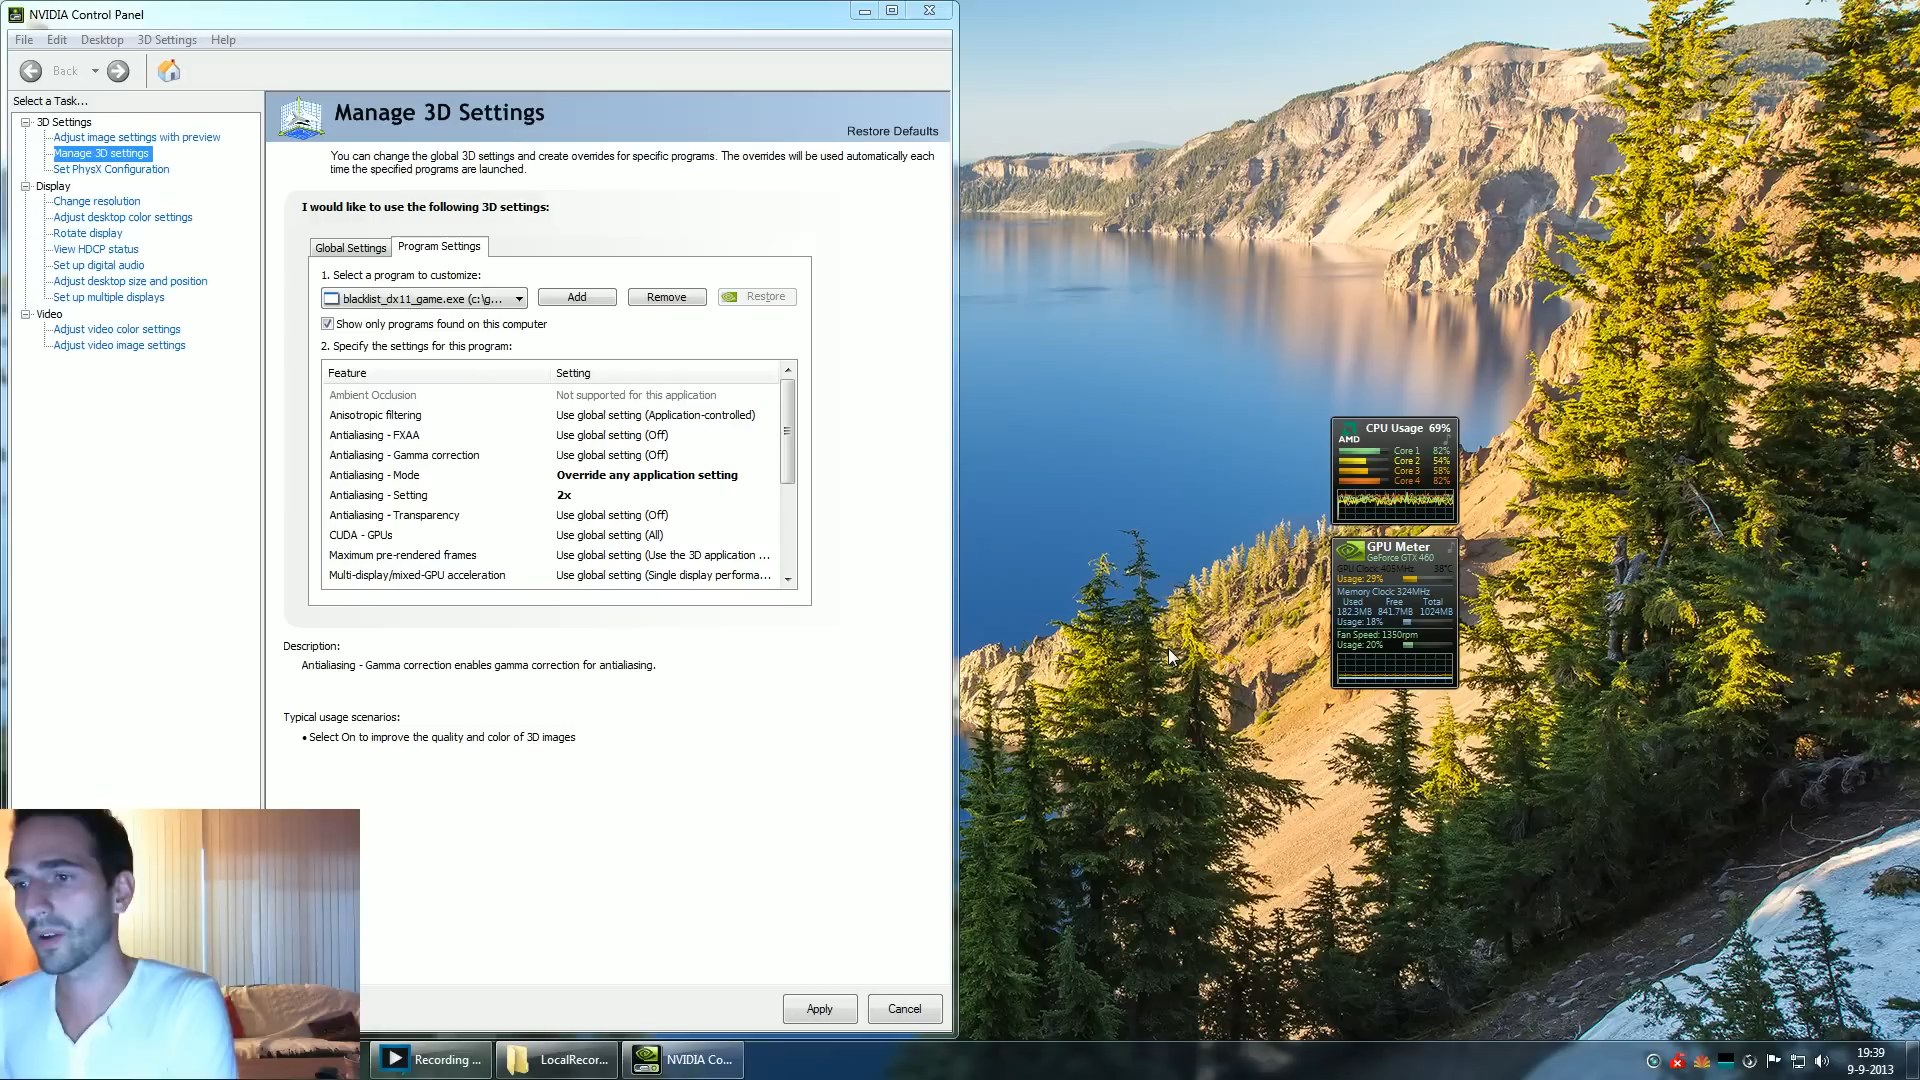 NVIDIA Control Panel
File Edit Desktop 3D Settings Help
Back
Select a Task...
3D Settings
Adjust image settings with preview
Manage 3D settings
Set PhysX Configuration
Display
Change resolution
Adjust desktop color settings
Rotate display
View HDCP status
Set up digital audio
Adjust desktop size and position
Set up multiple displays
Video
Adjust video color settings
Adjust video image settings
Manage 3D Settings
Restore Defaults
You can change the global 3D settings and create overrides for specific programs. The overrides will be used automatically each
time the specified programs are launched.
I would like to use the following 3D settings:
Global Settings Program Settings
1. Select a program to customize:
blacklist_dx11_game.exe (c:\g... Add Remove Restore
Show only programs found on this computer
2. Specify the settings for this program:
Feature Setting
Ambient Occlusion Not supported for this application
Anisotropic filtering Use global setting (Application-controlled)
Antialiasing - FXAA Use global setting (Off)
Antialiasing - Gamma correction Use global setting (Off)
Antialiasing - Mode Override any application setting
Antialiasing - Setting 2x
Antialiasing - Transparency Use global setting (Off)
CUDA - GPUs Use global setting (All)
Maximum pre-rendered frames Use global setting (Use the 3D application ...
Multi-display/mixed-GPU acceleration Use global setting (Single display performa...
Description:
Antialiasing - Gamma correction enables gamma correction for antialiasing.
Typical usage scenarios:
• Select On to improve the quality and color of 3D images
Apply Cancel
CPU Usage 69%
AMD
Core 1 82%
Core 2 54%
Core 3 58%
Core 4 82%
GPU Meter
GeForce GTX 460
GPU Clock: 405MHz 38°C
Usage: 29%
Memory Clock: 324MHz
Used Free Total
182.3MB 841.7MB 1024MB
Usage: 18%
Fan Speed: 1350rpm
Usage: 20%
Recording ... LocalRecor... NVIDIA Co...
19:39
9-9-2013